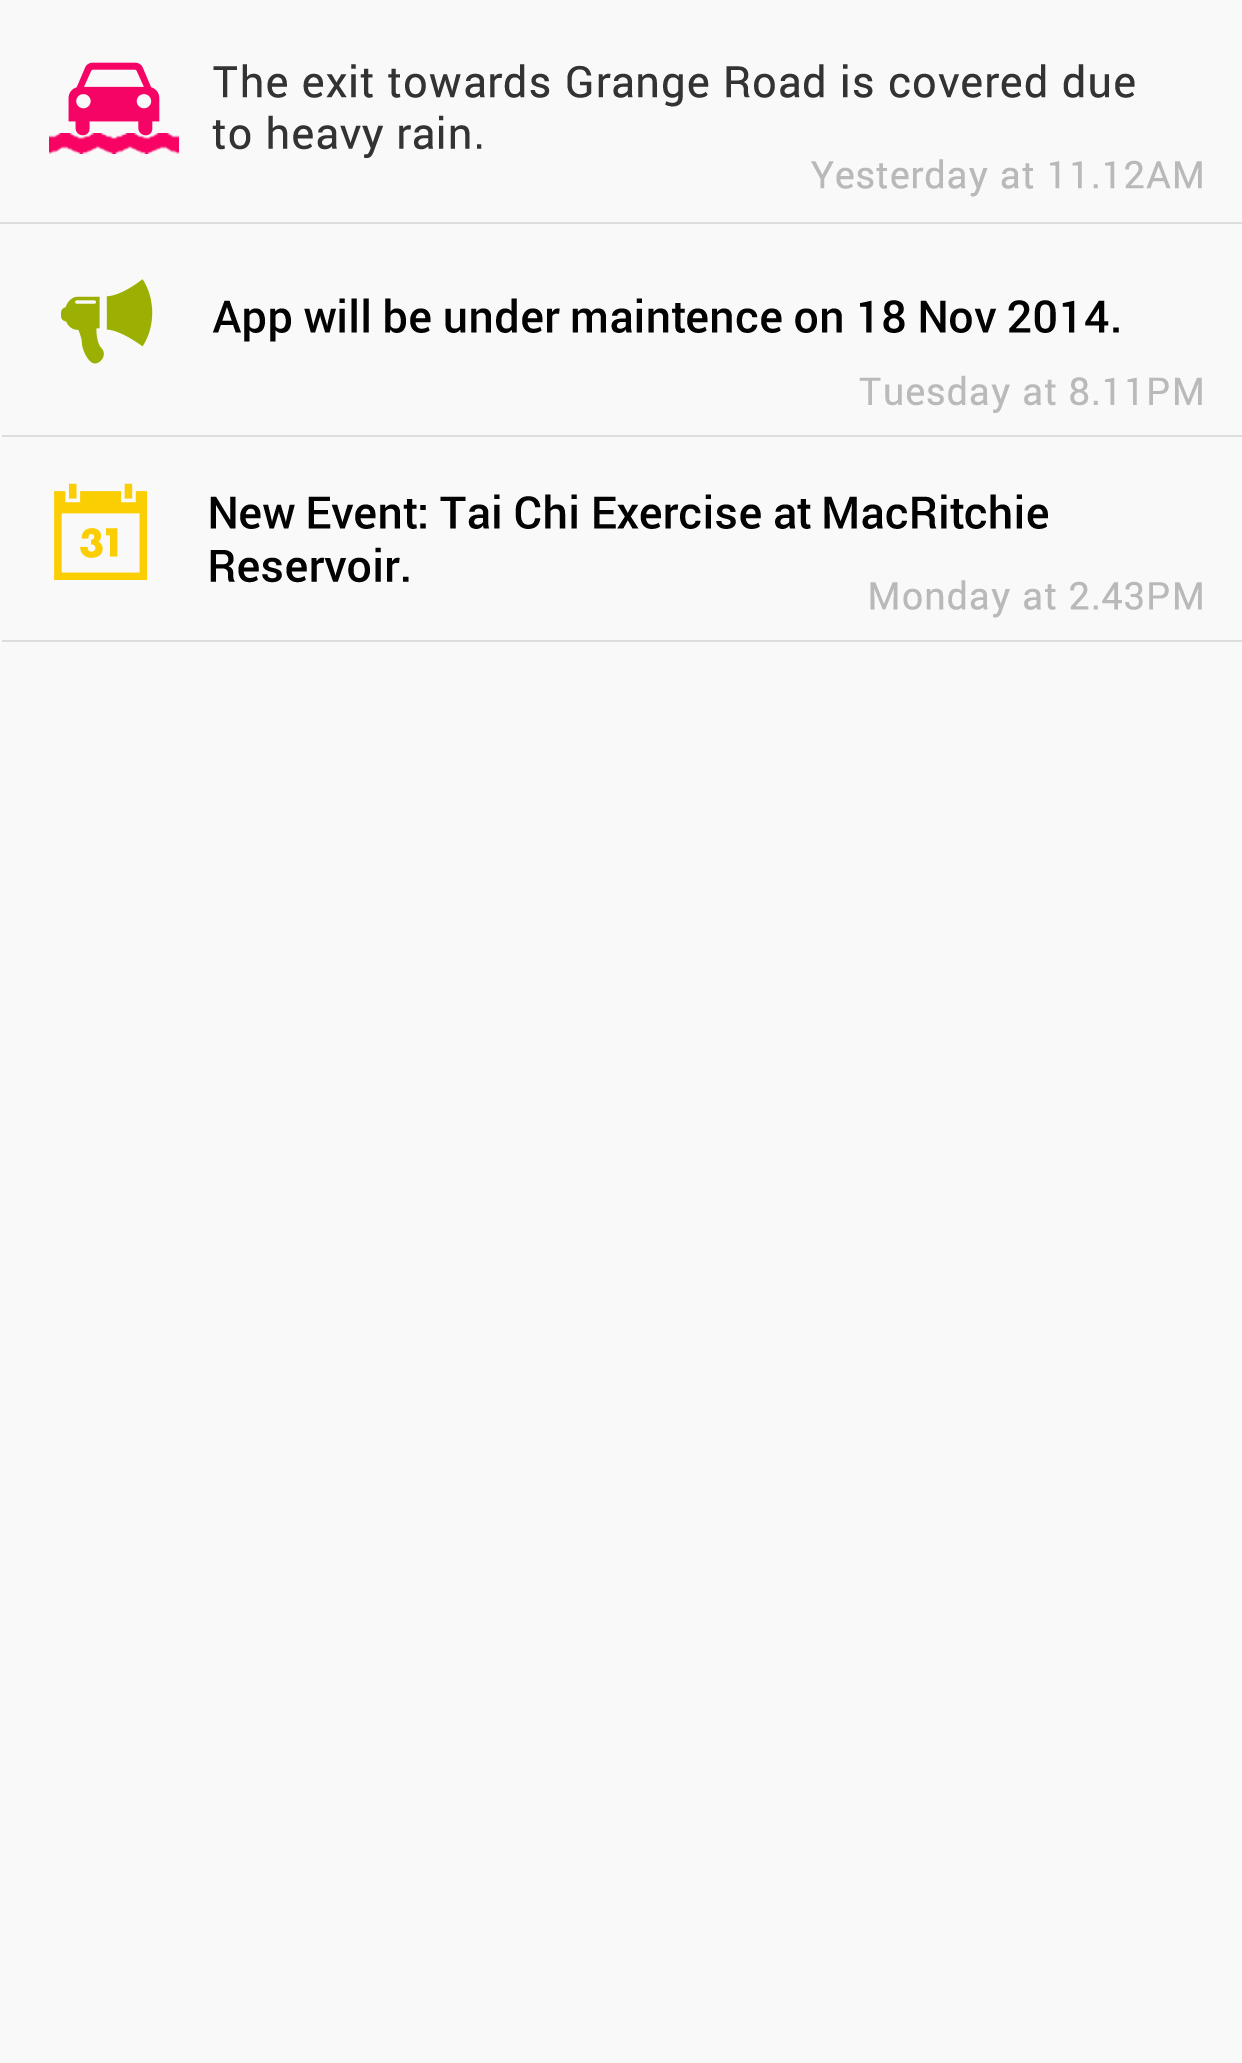 The exit towards Grange Road is covered due
to heavy rain.
Yesterday at 11.12AM
App will be under maintence on 18 Nov 2014.
Tuesday at 8.11PM
31
New Event: Tai Chi Exercise at MacRitchie
Reservoir.
Monday at 2.43PM